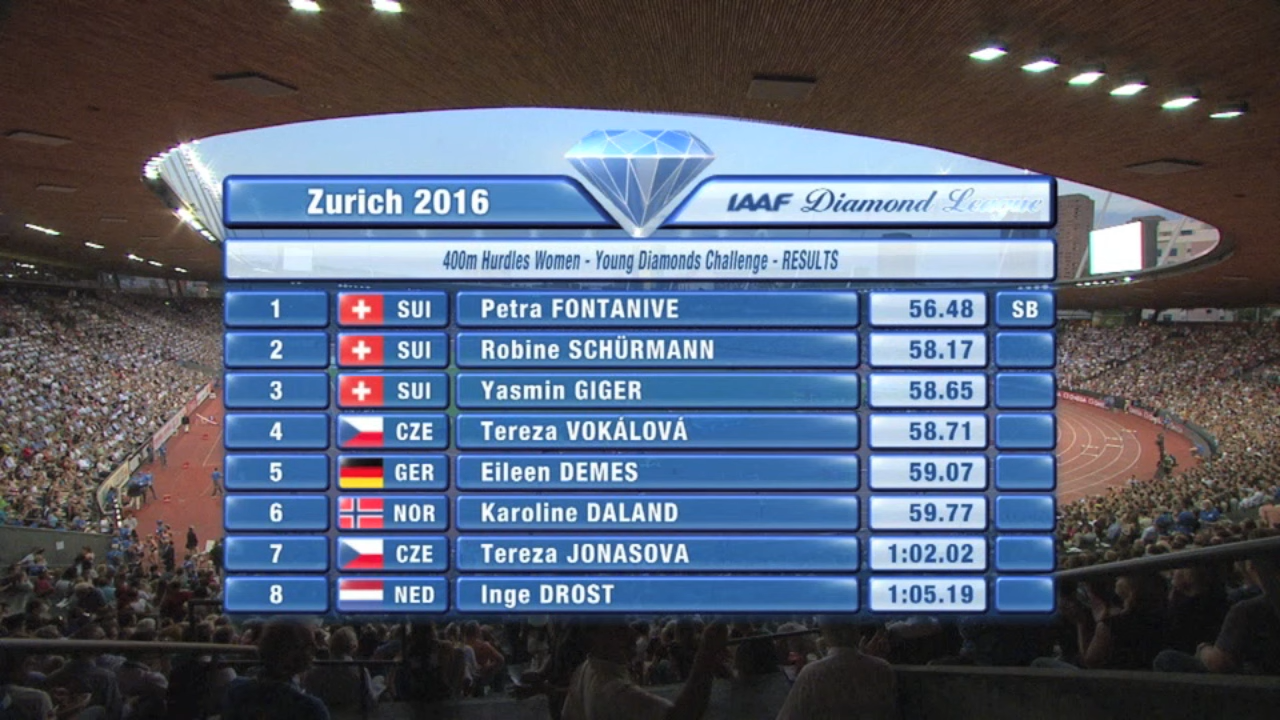 Zurich 2016
IAAF Diamond League
400m Hurdles Women - Young Diamonds Challenge - RESULTS
1 SUI Petra FONTANIVE 56.48 SB
2 SUI Robine SCHÜRMANN 58.17
3 SUI Yasmin GIGER 58.65
4 CZE Tereza VOKÁLOVÁ 58.71
5 GER Eileen DEMES 59.07
6 NOR Karoline DALAND 59.77
7 CZE Tereza JONASOVA 1:02.02
8 NED Inge DROST 1:05.19